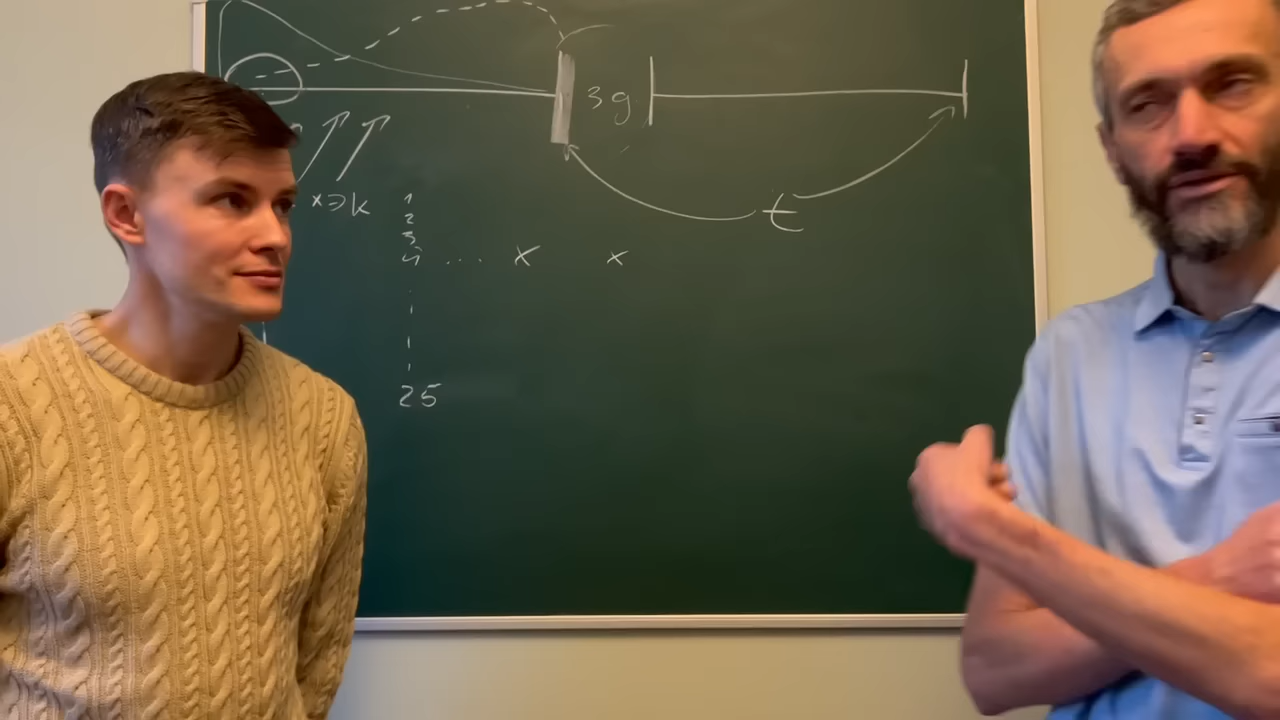 3g
t
x ⇒ k
1
2
3
4 .... x x
25